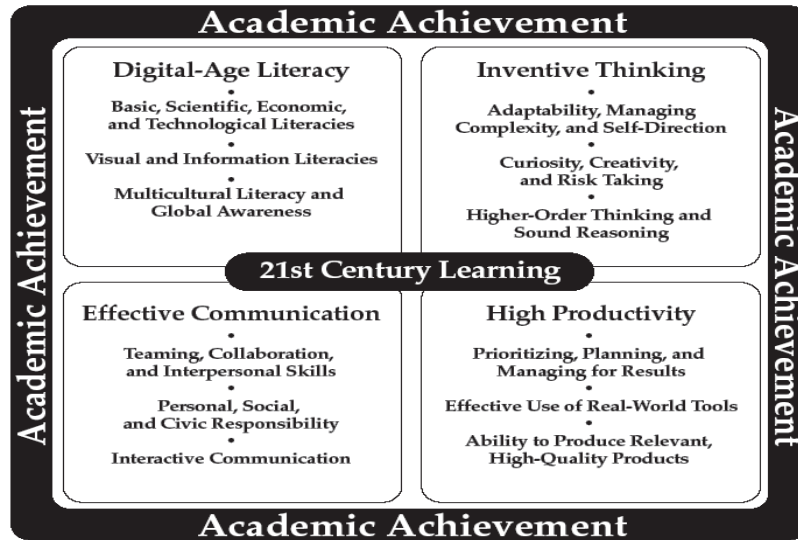 Academic Achievement
Academic Achievement
Digital-Age Literacy
•
Basic, Scientific, Economic,
and Technological Literacies
•
Visual and Information Literacies
•
Multicultural Literacy and
Global Awareness
Inventive Thinking
•
Adaptability, Managing
Complexity, and Self-Direction
•
Curiosity, Creativity,
and Risk Taking
•
Higher-Order Thinking and
Sound Reasoning
Academic Achievement
21st Century Learning
Effective Communication
•
Teaming, Collaboration,
and Interpersonal Skills
•
Personal, Social,
and Civic Responsibility
•
Interactive Communication
High Productivity
•
Prioritizing, Planning, and
Managing for Results
•
Effective Use of Real-World Tools
•
Ability to Produce Relevant,
High-Quality Products
Academic Achievement